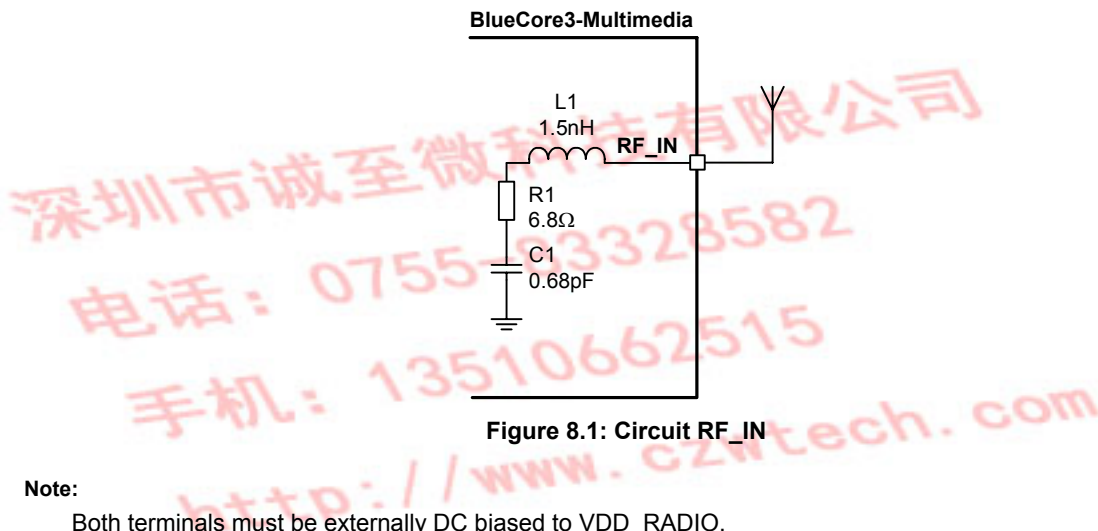 BlueCore3-Multimedia
L1
1.5nH
RF_IN
R1
6.8Ω
C1
0.68pF
深圳市诚至微科技有限公司
电话：0755-83328582
手机：13510662515
http://www.czwtech.com
Figure 8.1: Circuit RF_IN
Note:
Both terminals must be externally DC biased to VDD_RADIO.